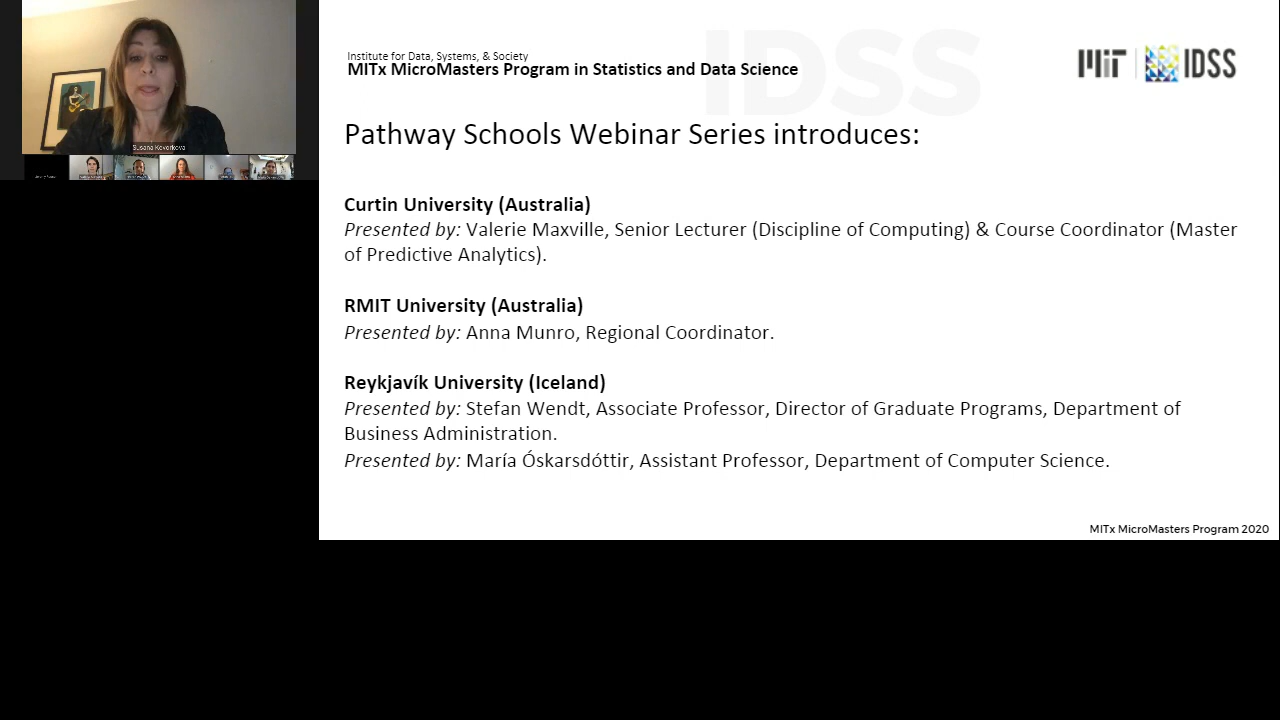 Institute for Data, Systems, & Society
MITx MicroMasters Program in Statistics and Data Science
IDSS
MIT IDSS
Pathway Schools Webinar Series introduces:
Curtin University (Australia)
Presented by: Valerie Maxville, Senior Lecturer (Discipline of Computing) & Course Coordinator (Master
of Predictive Analytics).
RMIT University (Australia)
Presented by: Anna Munro, Regional Coordinator.
Reykjavík University (Iceland)
Presented by: Stefan Wendt, Associate Professor, Director of Graduate Programs, Department of
Business Administration.
Presented by: María Óskarsdóttir, Assistant Professor, Department of Computer Science.
MITx MicroMasters Program 2020
Susana Kevorkova